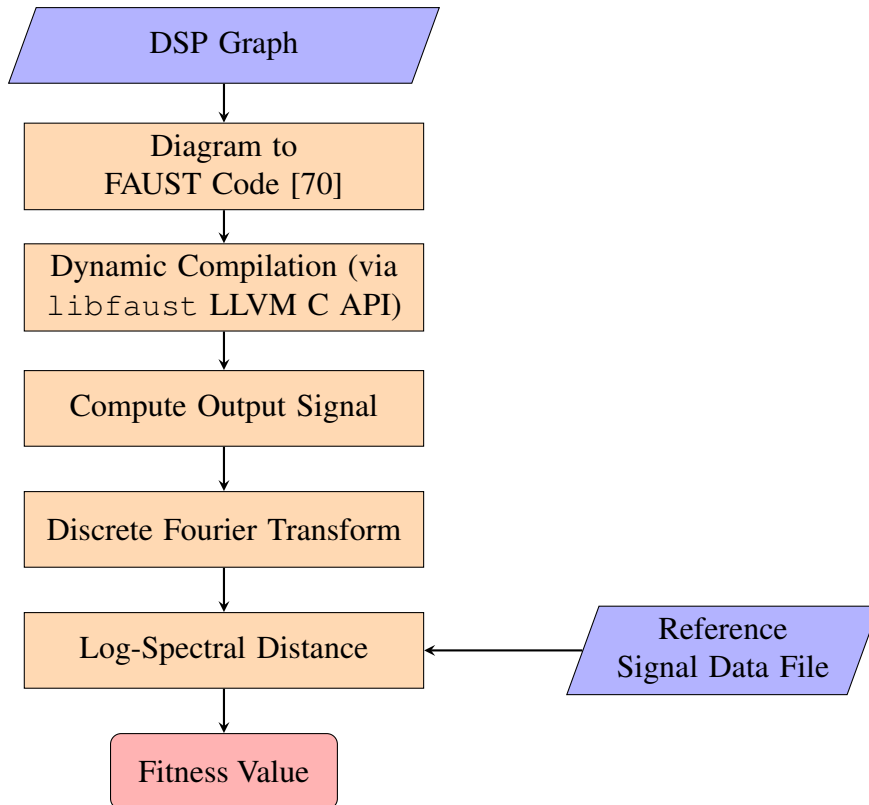 DSP Graph
Diagram to
FAUST Code [70]
Dynamic Compilation (via
libfaust LLVM C API)
Compute Output Signal
Discrete Fourier Transform
Log-Spectral Distance
Reference
Signal Data File
Fitness Value